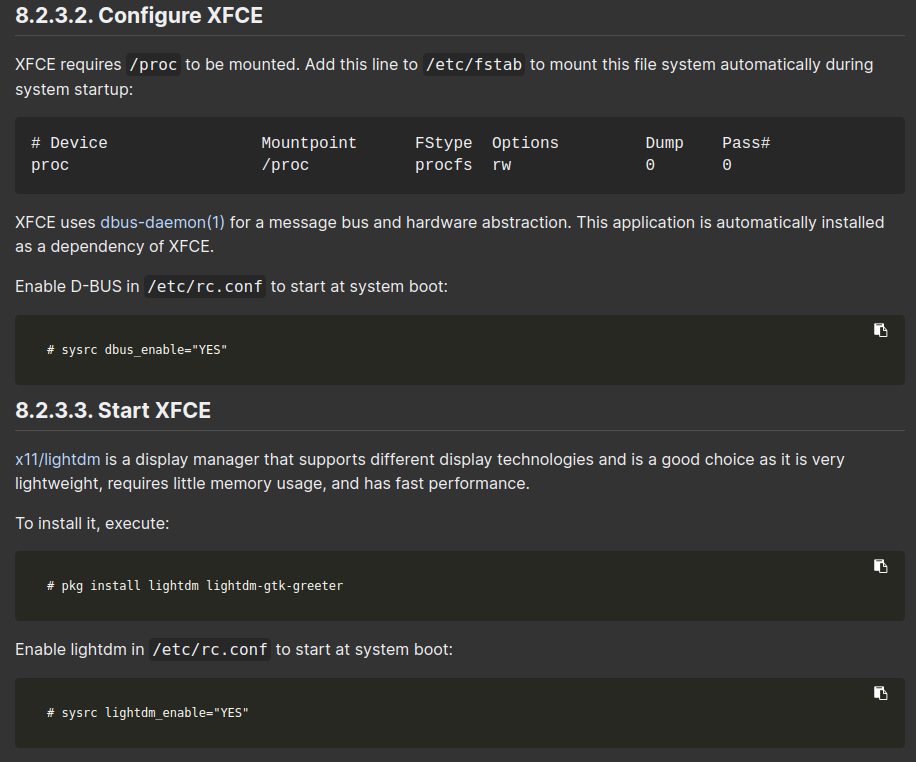 8.2.3.2. Configure XFCE
XFCE requires /proc to be mounted. Add this line to /etc/fstab to mount this file system automatically during
system startup:
# Device Mountpoint FStype Options Dump Pass#
proc /proc procfs rw 0 0
XFCE uses dbus-daemon(1) for a message bus and hardware abstraction. This application is automatically installed
as a dependency of XFCE.
Enable D-BUS in /etc/rc.conf to start at system boot:
# sysrc dbus_enable="YES"
8.2.3.3. Start XFCE
x11/lightdm is a display manager that supports different display technologies and is a good choice as it is very
lightweight, requires little memory usage, and has fast performance.
To install it, execute:
# pkg install lightdm lightdm-gtk-greeter
Enable lightdm in /etc/rc.conf to start at system boot:
# sysrc lightdm_enable="YES"